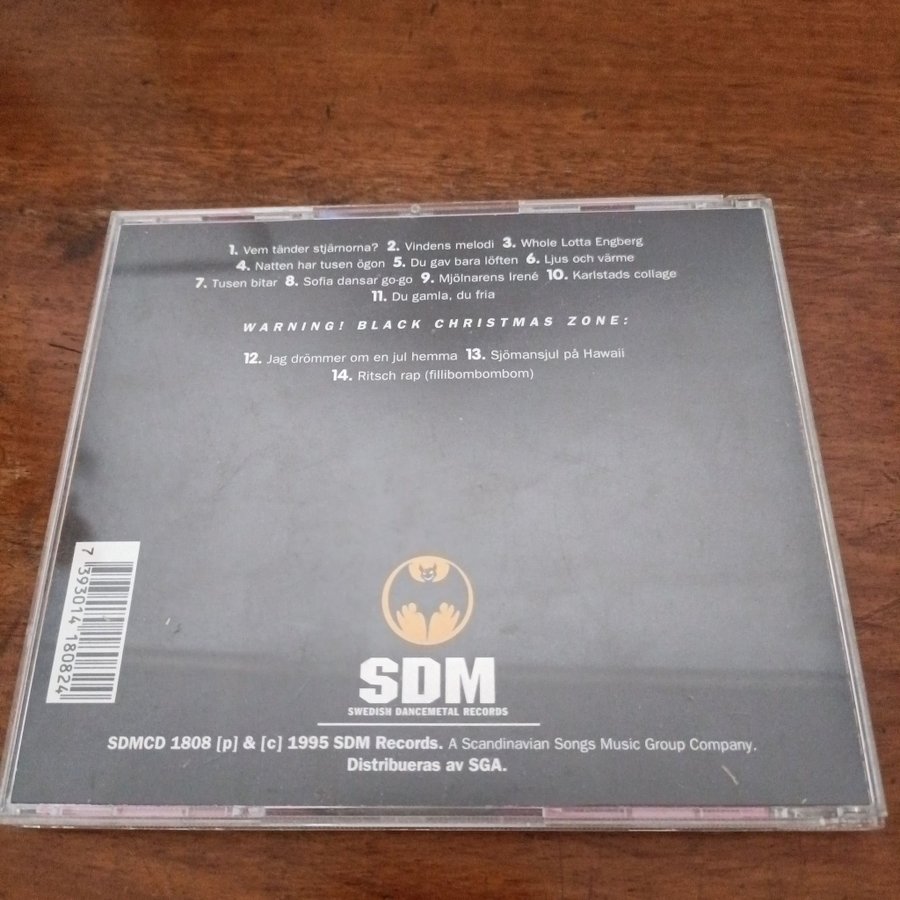 1. Vem tänder stjärnorna? 2. Vindens melodi 3. Whole Lotta Engberg
4. Natten har tusen ögon 5. Du gav bara löften 6. Ljus och värme
7. Tusen bitar 8. Sofia dansar go-go 9. Mjölnarens Irené 10. Karlstads collage
11. Du gamla, du fria
WARNING! BLACK CHRISTMAS ZONE:
12. Jag drömmer om en jul hemma 13. Sjömansjul på Hawaii
14. Ritsch rap (fillibombombom)
7 393014 180824
SDM
SWEDISH DANCEMETAL RECORDS
SDMCD 1808 [p] & [c] 1995 SDM Records. A Scandinavian Songs Music Group Company.
Distribueras av SGA.